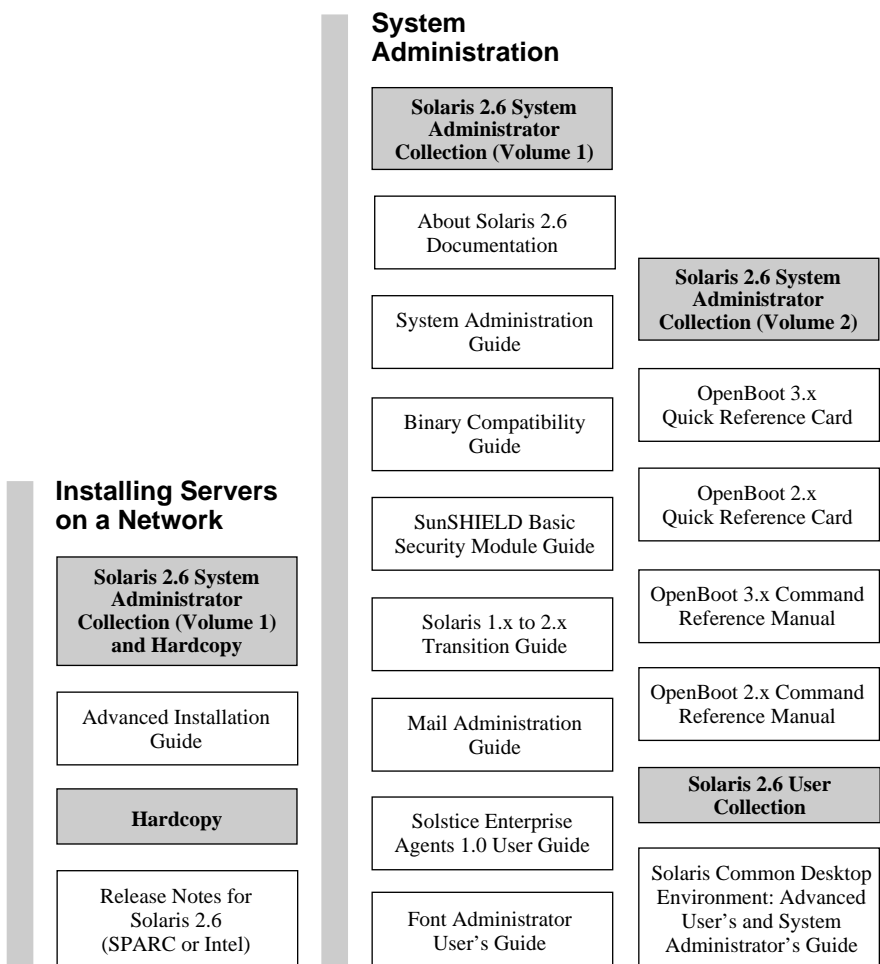 Installing Servers
on a Network
Solaris 2.6 System
Administrator
Collection (Volume 1)
and Hardcopy
Advanced Installation
Guide
Hardcopy
Release Notes for
Solaris 2.6
(SPARC or Intel)
System
Administration
Solaris 2.6 System
Administrator
Collection (Volume 1)
About Solaris 2.6
Documentation
System Administration
Guide
Binary Compatibility
Guide
SunSHIELD Basic
Security Module Guide
Solaris 1.x to 2.x
Transition Guide
Mail Administration
Guide
Solstice Enterprise
Agents 1.0 User Guide
Font Administrator
User's Guide
Solaris 2.6 System
Administrator
Collection (Volume 2)
OpenBoot 3.x
Quick Reference Card
OpenBoot 2.x
Quick Reference Card
OpenBoot 3.x Command
Reference Manual
OpenBoot 2.x Command
Reference Manual
Solaris 2.6 User
Collection
Solaris Common Desktop
Environment: Advanced
User's and System
Administrator's Guide